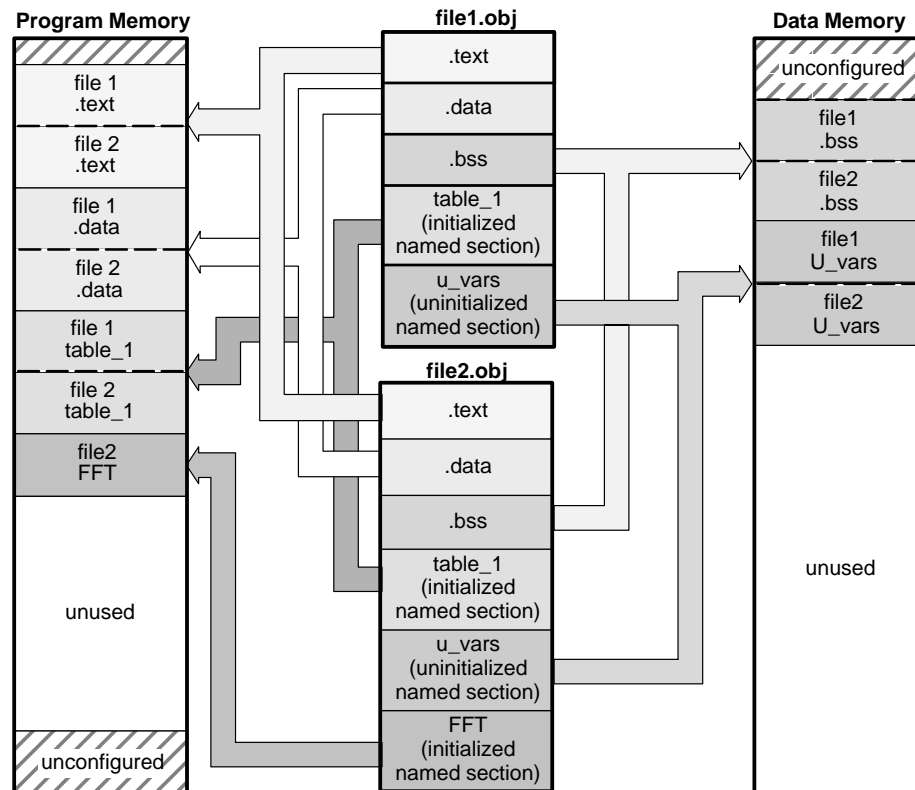 Program Memory
file 1
.text
file 2
.text
file 1
.data
file 2
.data
file 1
table_1
file 2
table_1
file2
FFT
unused
unconfigured
file1.obj
.text
.data
.bss
table_1
(initialized
named section)
u_vars
(uninitialized
named section)
file2.obj
.text
.data
.bss
table_1
(initialized
named section)
u_vars
(uninitialized
named section)
FFT
(initialized
named section)
Data Memory
unconfigured
file1
.bss
file2
.bss
file1
U_vars
file2
U_vars
unused